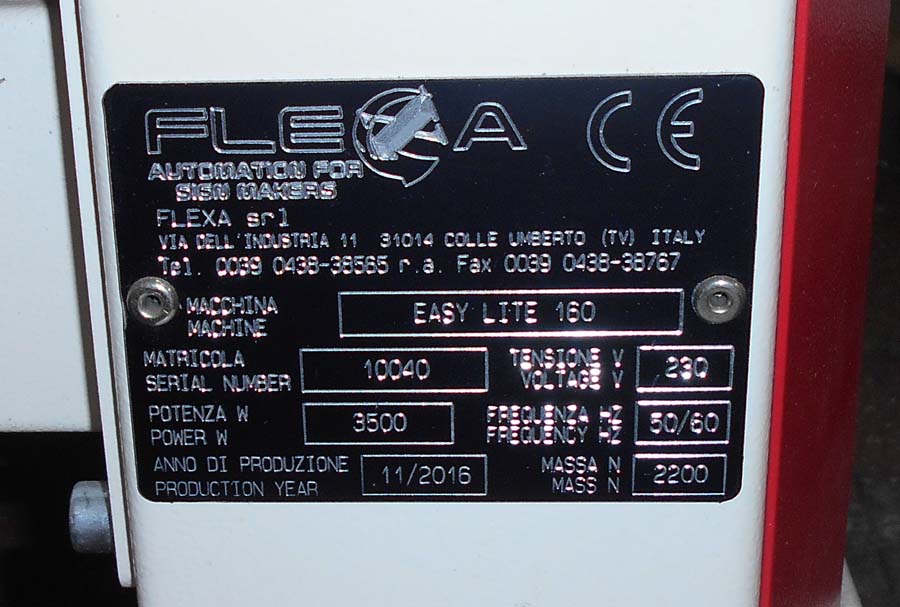 FLEXA CE
AUTOMATION FOR
SIGN MAKERS
FLEXA srl
VIA DELL'INDUSTRIA 11 31014 COLLE UMBERTO (TV) ITALY
Tel. 0039 0438-38565 r.a. Fax 0039 0438-38767
MACCHINA
MACHINE
EASY LITE 160
MATRICOLA
SERIAL NUMBER
10040
TENSIONE V
VOLTAGE V
230
POTENZA W
POWER W
3500
FREQUENZA HZ
FREQUENCY HZ
50/60
ANNO DI PRODUZIONE
PRODUCTION YEAR
11/2016
MASSA N
MASS N
2200